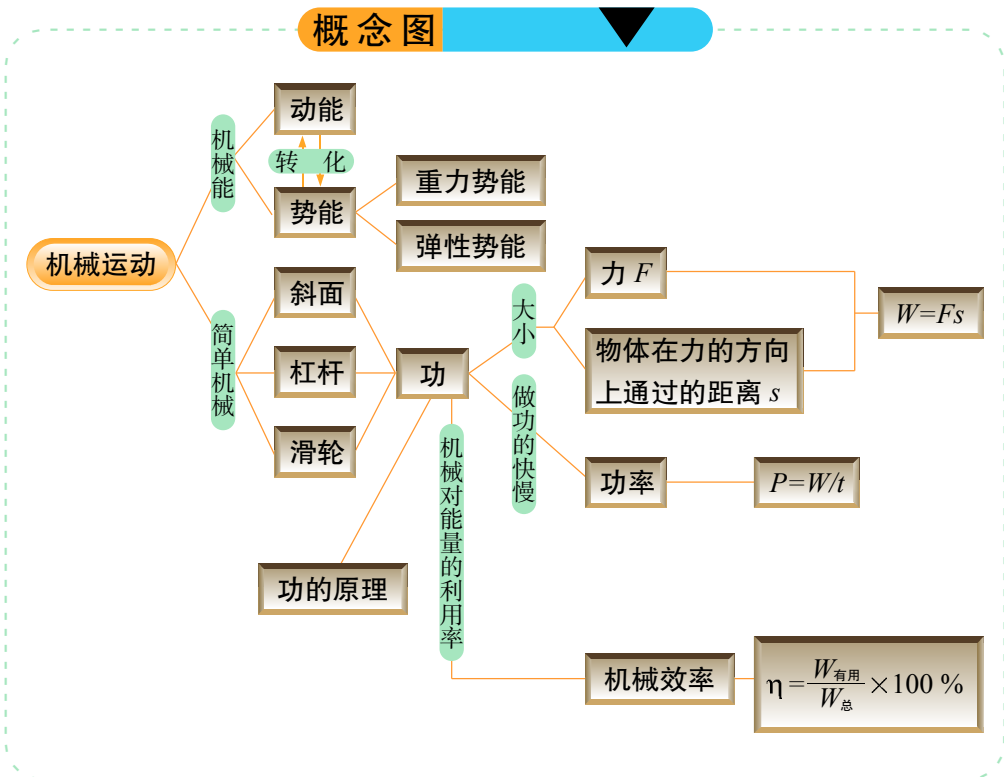 概念图
动能
机械能
转 化
势能
重力势能
弹性势能
机械运动
简单机械
斜面
杠杆
滑轮
功
大小
力 F
物体在力的方向
上通过的距离 s
W=Fs
做功的快慢
功率
P=W/t
功的原理
机械对能量的利用率
机械效率
η=W有用/W总×100 %